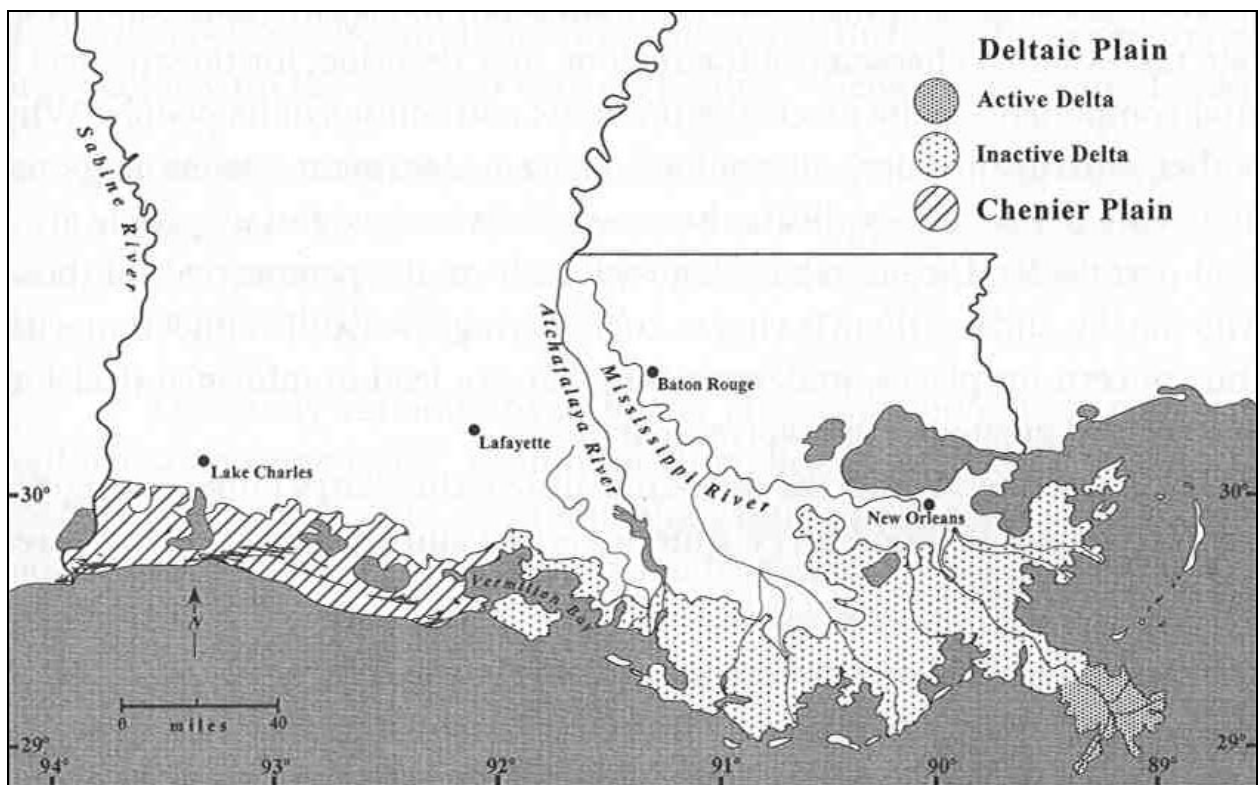 Deltaic Plain
Active Delta
Inactive Delta
Chenier Plain
Sabine River
Atchatalaya River
Mississippi River
Baton Rouge
Lafayette
Lake Charles
New Orleans
Vermilion Bay
30°
30°
N
0 miles 40
29°
29°
94°
93°
92°
91°
90°
89°